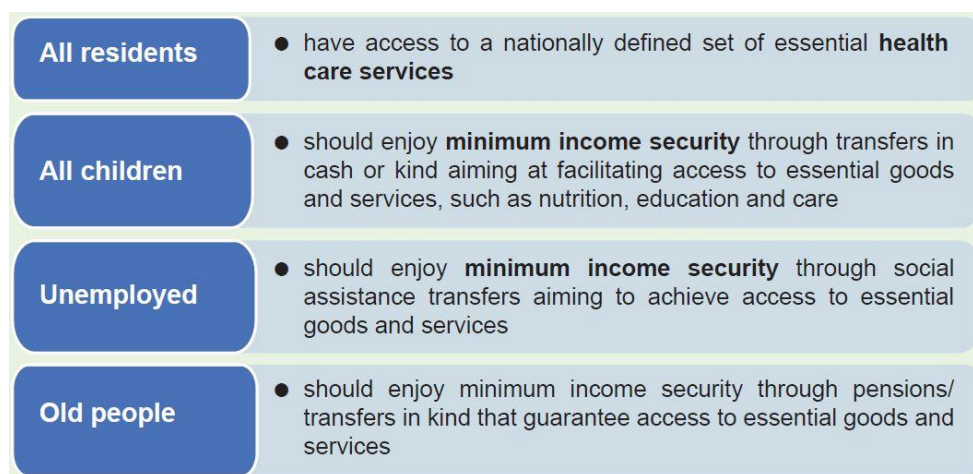 All residents
● have access to a nationally defined set of essential health
care services
All children
● should enjoy minimum income security through transfers in
cash or kind aiming at facilitating access to essential goods
and services, such as nutrition, education and care
Unemployed
● should enjoy minimum income security through social
assistance transfers aiming to achieve access to essential
goods and services
Old people
● should enjoy minimum income security through pensions/
transfers in kind that guarantee access to essential goods and
services